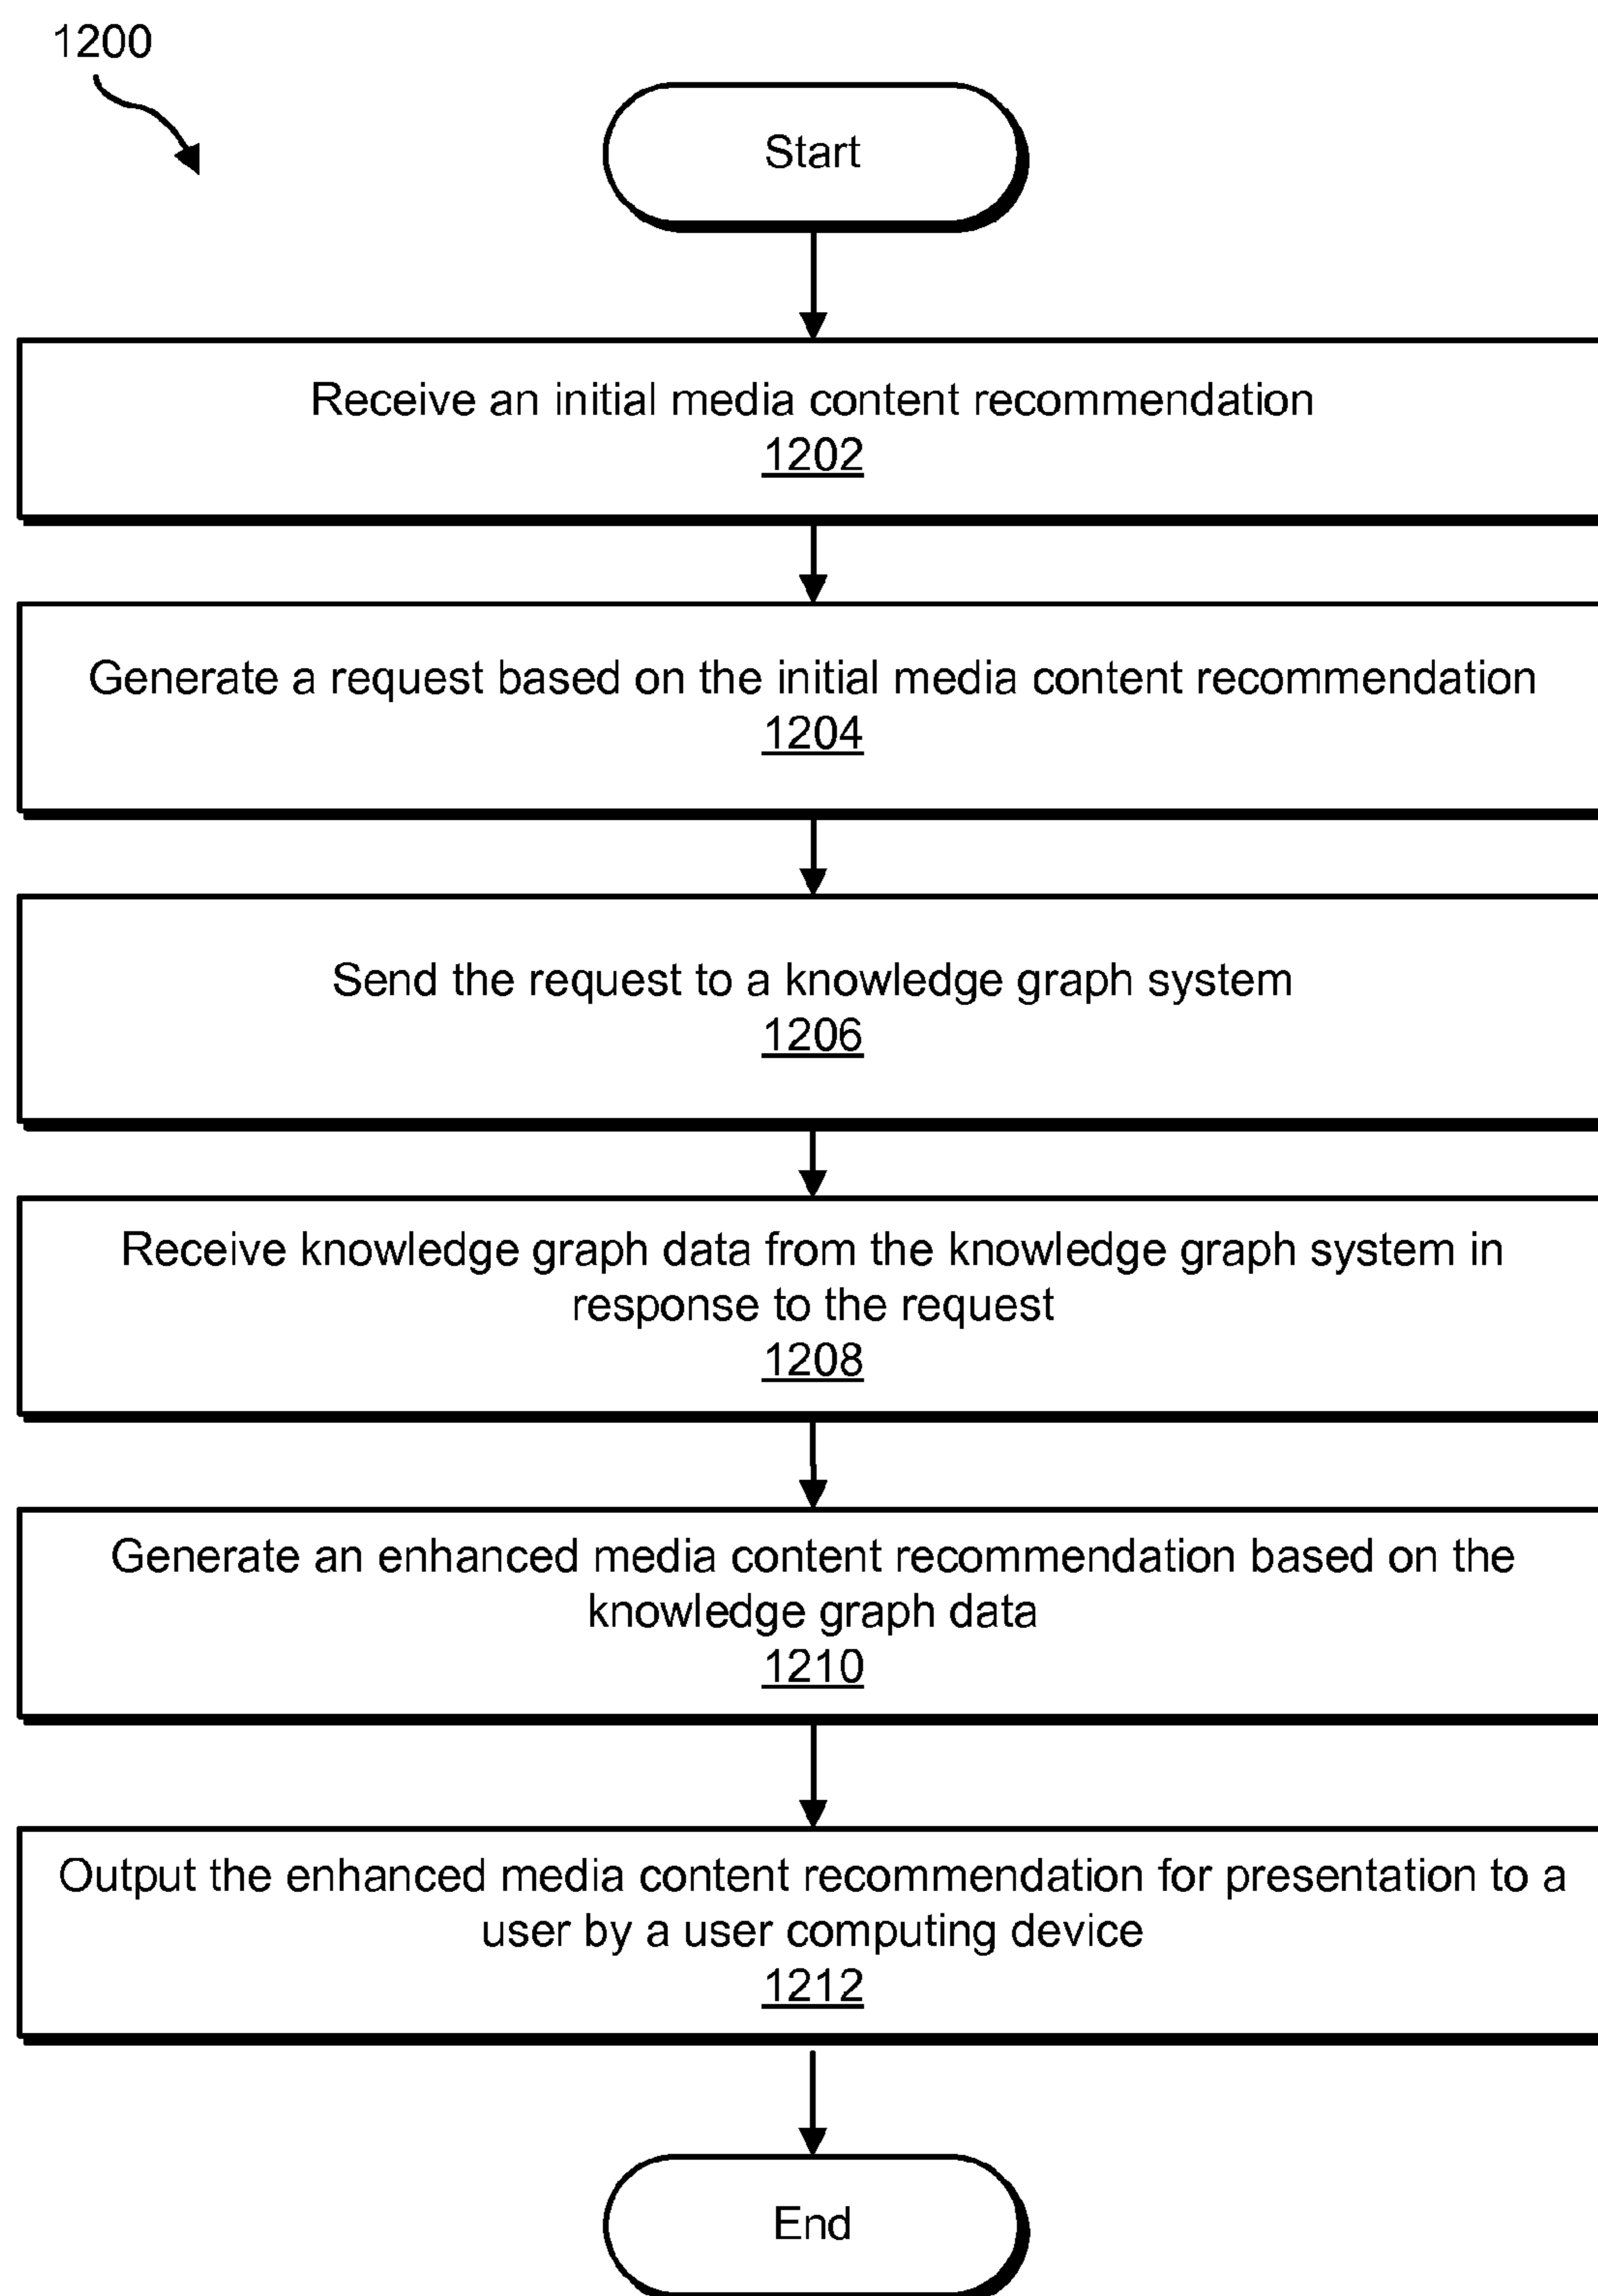 1200
Start
Receive an initial media content recommendation
1202
Generate a request based on the initial media content recommendation
1204
Send the request to a knowledge graph system
1206
Receive knowledge graph data from the knowledge graph system in
response to the request
1208
Generate an enhanced media content recommendation based on the
knowledge graph data
1210
Output the enhanced media content recommendation for presentation to a
user by a user computing device
1212
End